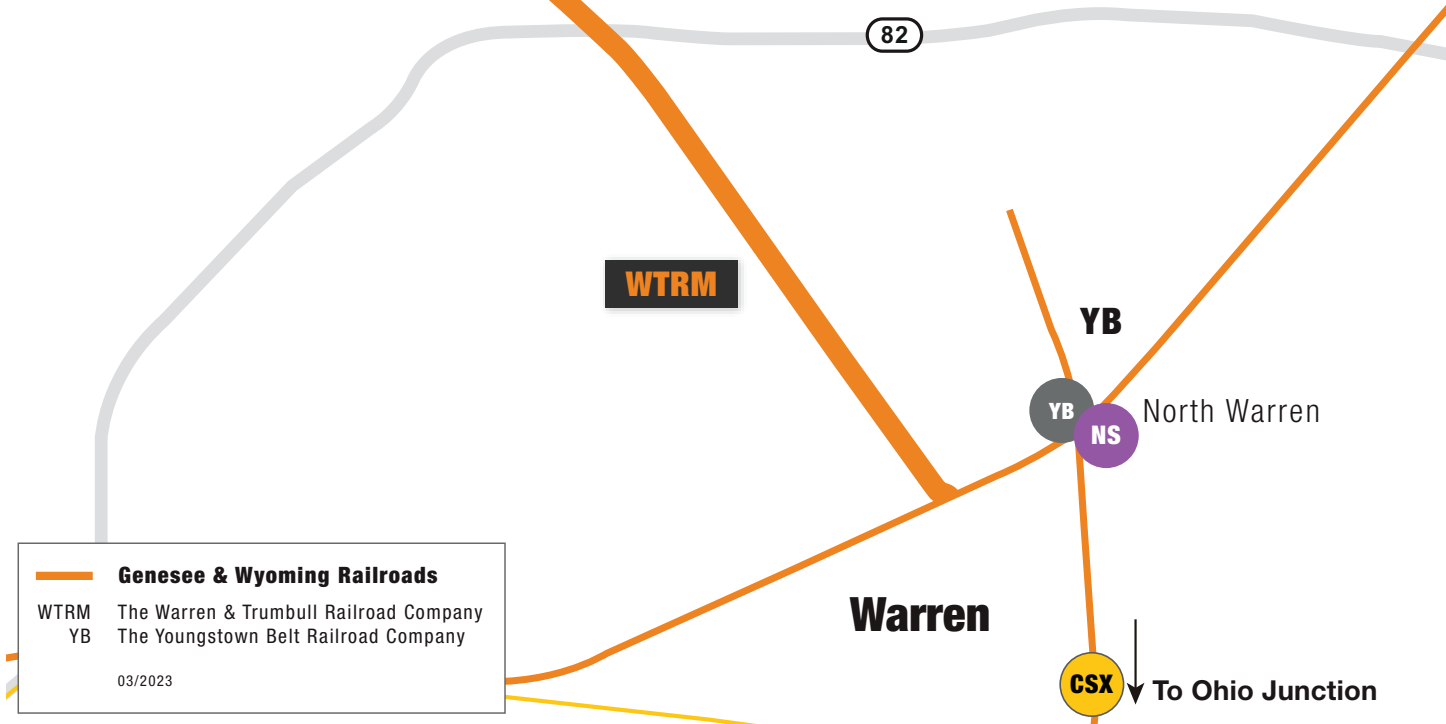 82
WTRM
YB
YB
NS
North Warren
Genesee & Wyoming Railroads
WTRM The Warren & Trumbull Railroad Company
YB The Youngstown Belt Railroad Company
03/2023
Warren
CSX
To Ohio Junction